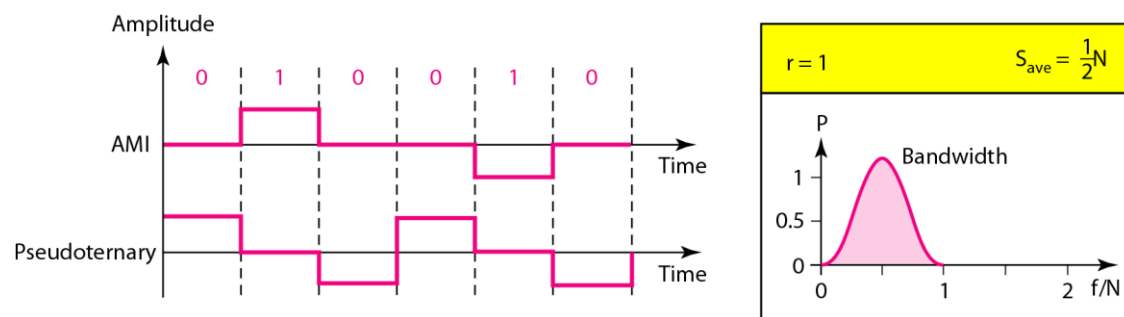 Amplitude
0 1 0 0 1 0
AMI
Time
Pseudoternary
Time
r = 1
S_ave = 1/2 N
P
Bandwidth
1
0.5
0
0 1 2 f/N